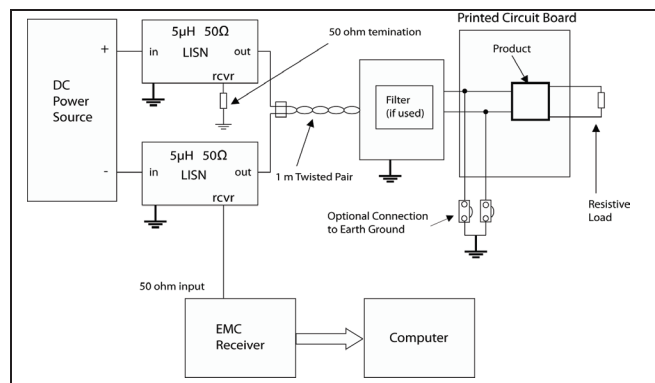 Printed Circuit Board
5µH 50Ω
LISN
in
out
rcvr
50 ohm temination
Product
DC
Power
Source
+
-
Filter
(if used)
5µH 50Ω
LISN
in
out
rcvr
1 m Twisted Pair
Optional Connection
to Earth Ground
Resistive
Load
50 ohm input
EMC
Receiver
Computer